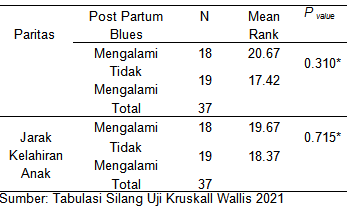 Paritas Post Partum Blues N Mean Rank P value
Mengalami 18 20.67 0.310*
Tidak Mengalami 19 17.42
Total 37
Jarak Kelahiran Anak Mengalami 18 19.67 0.715*
Tidak Mengalami 19 18.37
Total 37
Sumber: Tabulasi Silang Uji Kruskall Wallis 2021